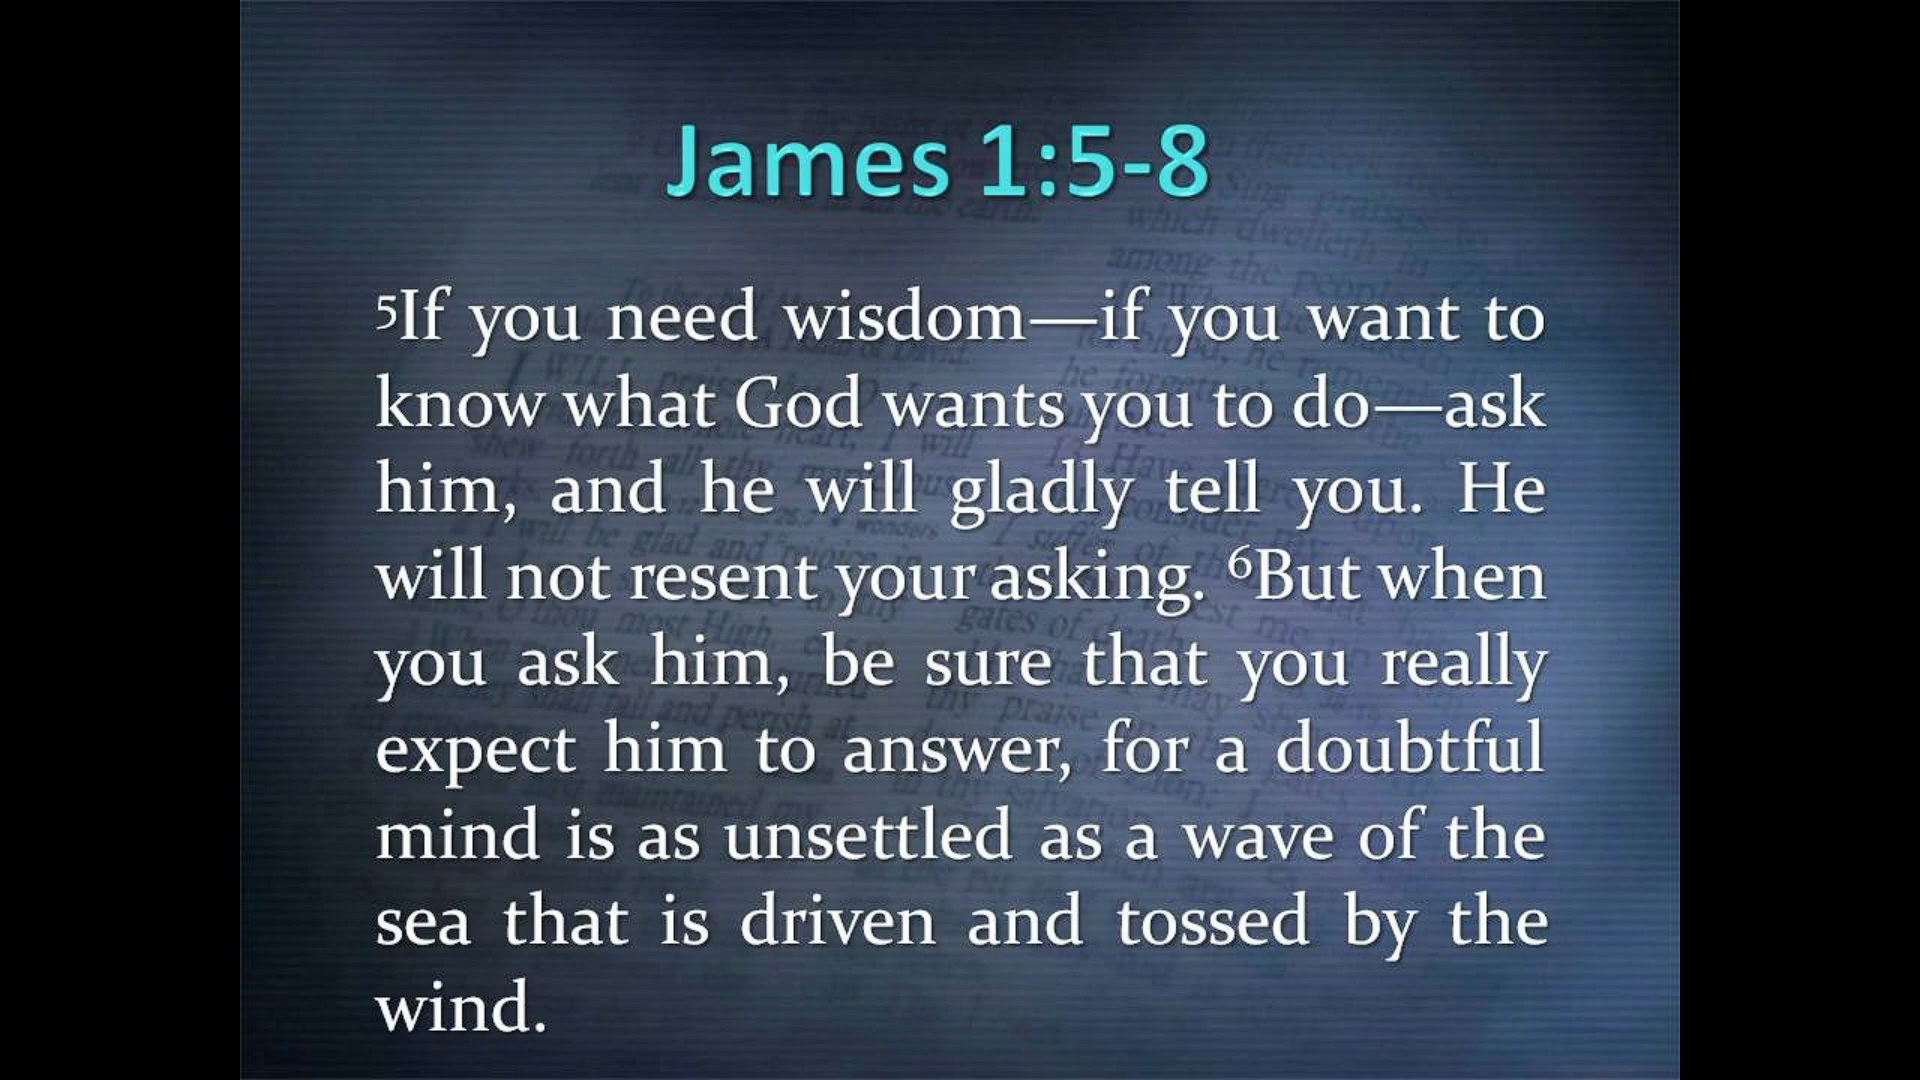 James 1:5-8
⁵If you need wisdom—if you want to
know what God wants you to do—ask
him, and he will gladly tell you. He
will not resent your asking. ⁶But when
you ask him, be sure that you really
expect him to answer, for a doubtful
mind is as unsettled as a wave of the
sea that is driven and tossed by the
wind.